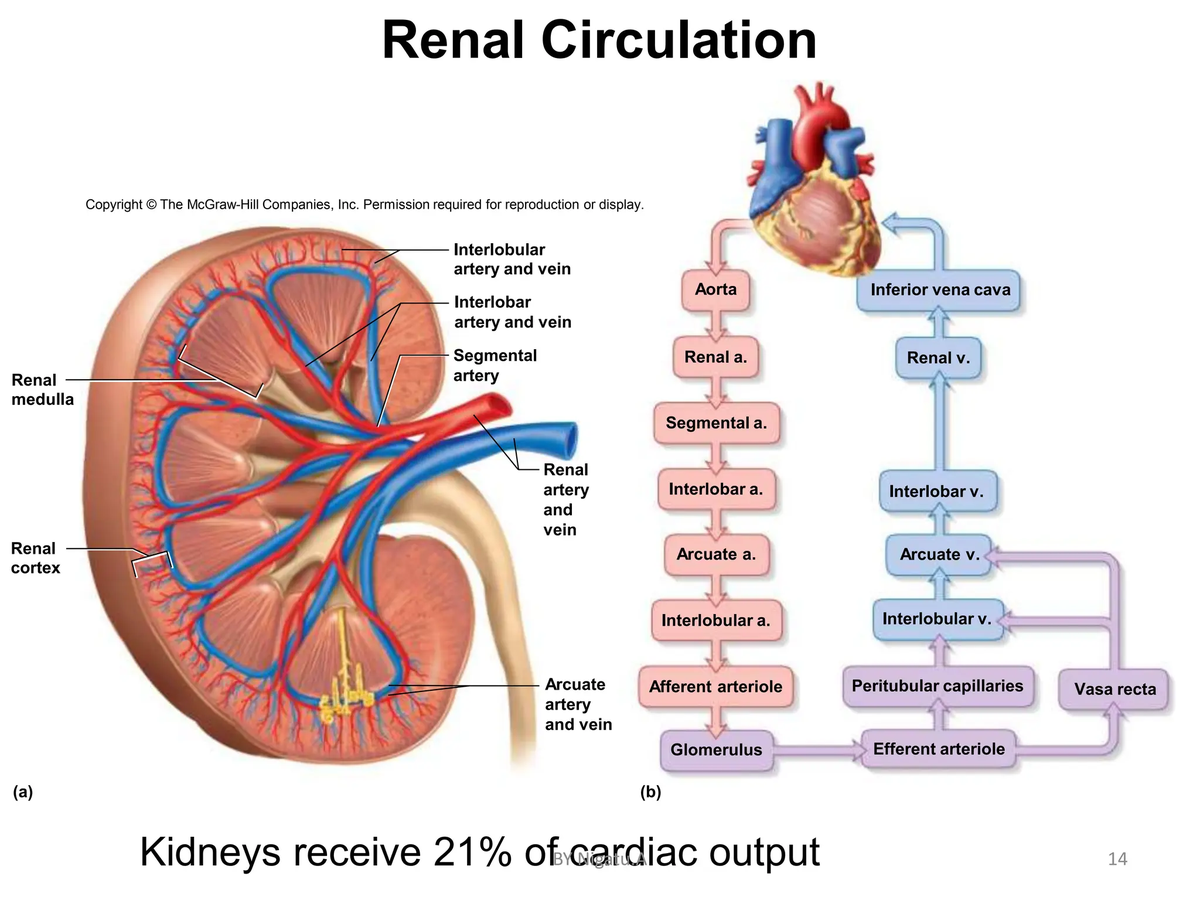 Renal Circulation
Copyright © The McGraw-Hill Companies, Inc. Permission required for reproduction or display.
Interlobular
artery and vein
Interlobar
artery and vein
Segmental
artery
Renal
medulla
Renal
artery
and
vein
Renal
cortex
Arcuate
artery
and vein
(a)
Aorta
Renal a.
Segmental a.
Interlobar a.
Arcuate a.
Interlobular a.
Afferent arteriole
Glomerulus
Efferent arteriole
Peritubular capillaries
Vasa recta
Interlobular v.
Arcuate v.
Interlobar v.
Renal v.
Inferior vena cava
(b)
Kidneys receive 21% of cardiac output
BY Nigatu A
14